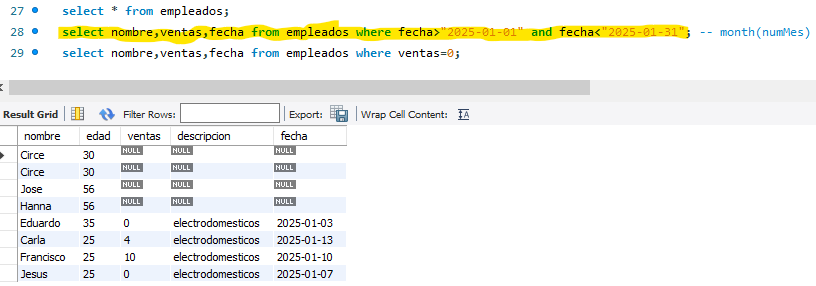 27 select * from empleados;
28 select nombre,ventas,fecha from empleados where fecha>"2025-01-01" and fecha<"2025-01-31"; -- month(numMes)
29 select nombre,ventas,fecha from empleados where ventas=0;
Result Grid Filter Rows: Export: Wrap Cell Content:
nombre edad ventas descripcion fecha
Circe 30 NULL NULL NULL
Circe 30 NULL NULL NULL
Jose 56 NULL NULL NULL
Hanna 56 NULL NULL NULL
Eduardo 35 0 electrodomesticos 2025-01-03
Carla 25 4 electrodomesticos 2025-01-13
Francisco 25 10 electrodomesticos 2025-01-10
Jesus 25 0 electrodomesticos 2025-01-07